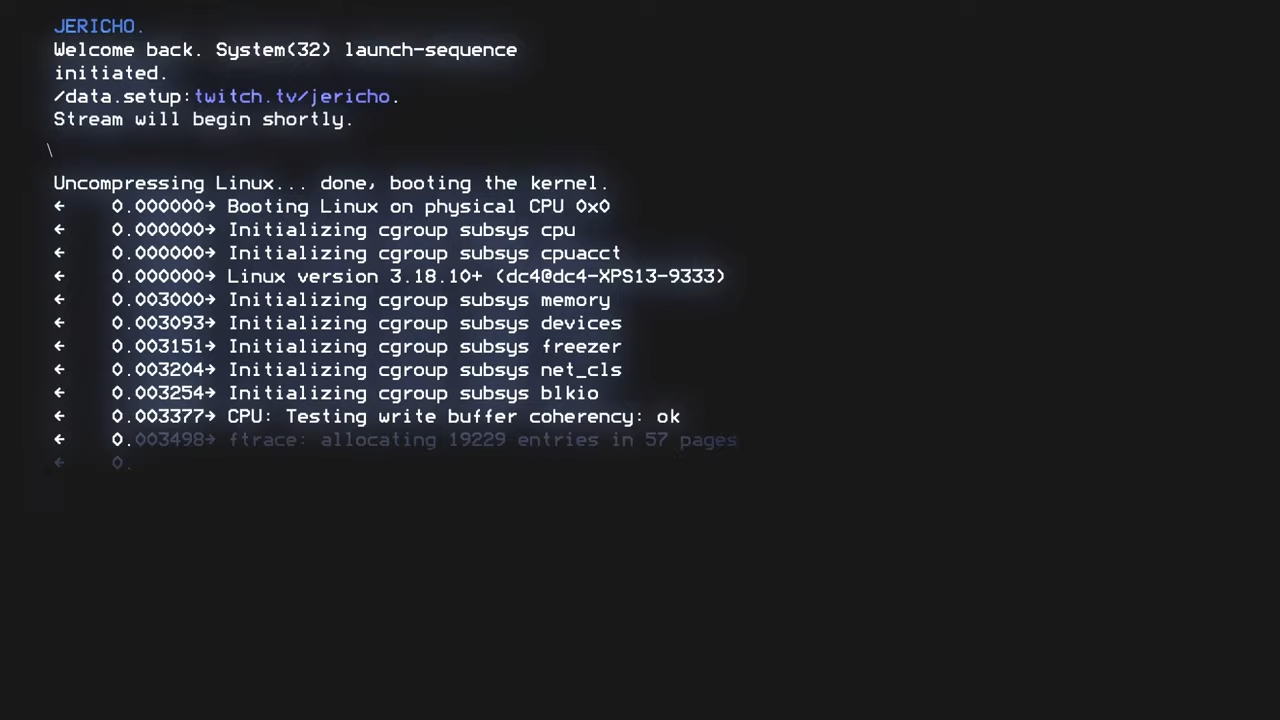 JERICHO.
Welcome back. System(32) launch-sequence
initiated.
/data.setup:twitch.tv/jericho.
Stream will begin shortly.
\
Uncompressing Linux... done, booting the kernel.
← 0.000000→ Booting Linux on physical CPU 0x0
← 0.000000→ Initializing cgroup subsys cpu
← 0.000000→ Initializing cgroup subsys cpuacct
← 0.000000→ Linux version 3.18.10+ (dc4@dc4-XPS13-9333)
← 0.003000→ Initializing cgroup subsys memory
← 0.003093→ Initializing cgroup subsys devices
← 0.003151→ Initializing cgroup subsys freezer
← 0.003204→ Initializing cgroup subsys net_cls
← 0.003254→ Initializing cgroup subsys blkio
← 0.003377→ CPU: Testing write buffer coherency: ok
← 0.003498→ ftrace: allocating 19229 entries in 57 pages
← 0.